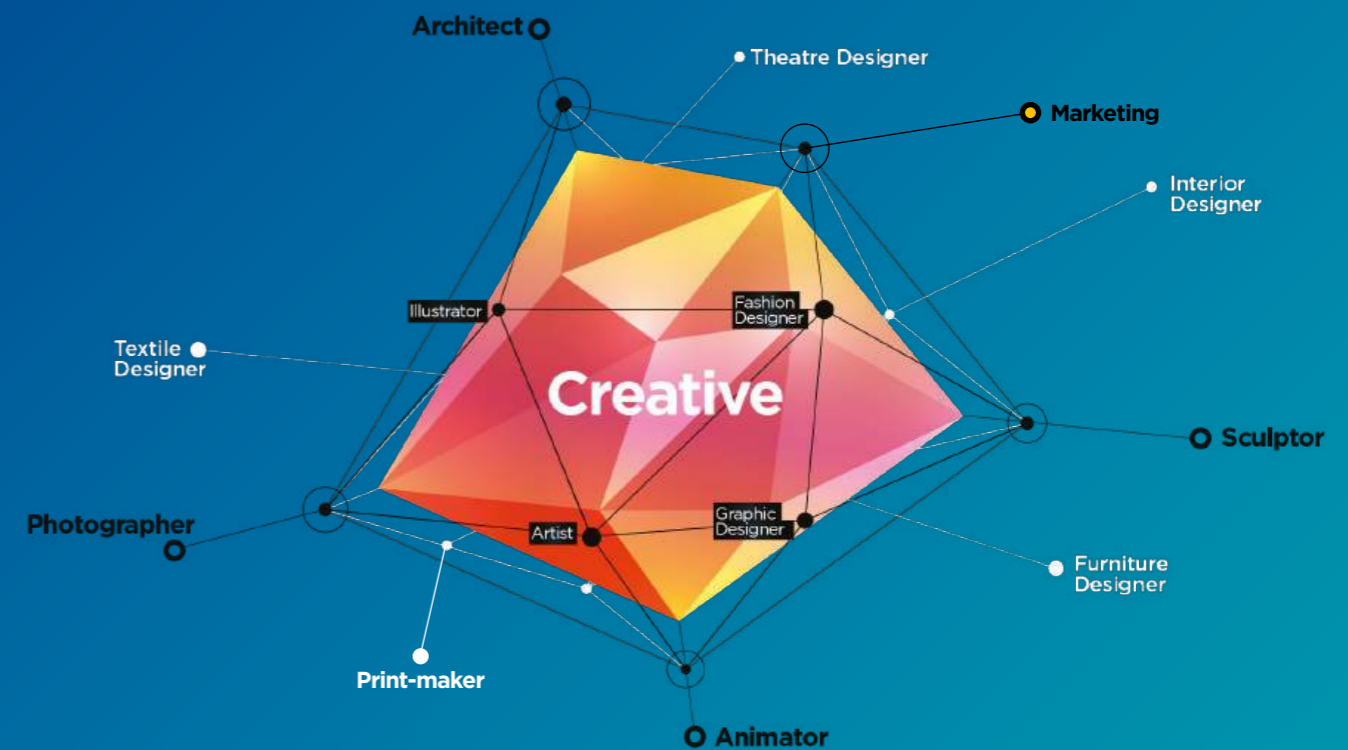 Architect
Theatre Designer
Marketing
Interior
Designer
Illustrator
Fashion
Designer
Textile
Designer
Creative
Sculptor
Photographer
Artist
Graphic
Designer
Furniture
Designer
Print-maker
Animator